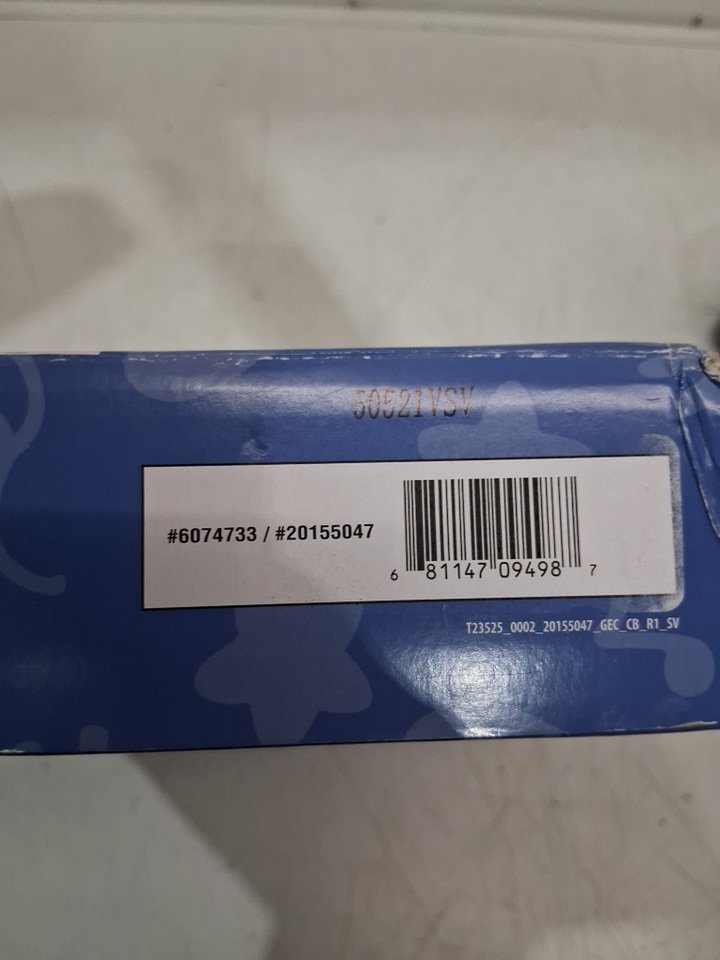 50521VSV
#6074733 / #20155047
6 81147 09498 7
T23525_0002_20155047_GEC_CB_R1_SV